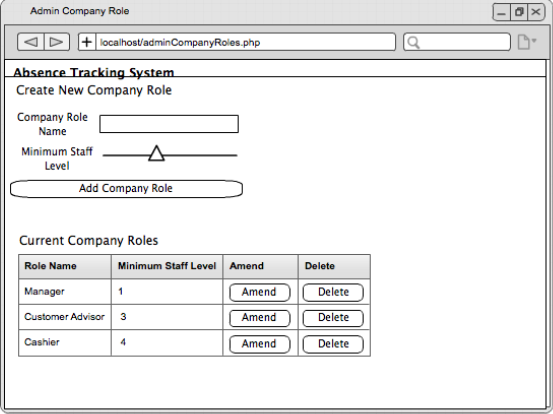 Admin Company Role
localhost/adminCompanyRoles.php
Absence Tracking System
Create New Company Role
Company Role
Name
Minimum Staff
Level
Add Company Role
Current Company Roles
Role Name Minimum Staff Level Amend Delete
Manager 1 Amend Delete
Customer Advisor 3 Amend Delete
Cashier 4 Amend Delete